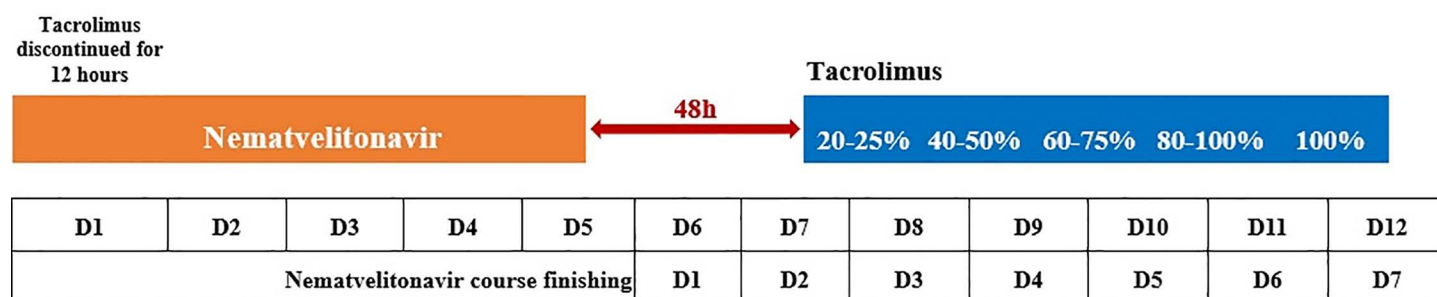 Tacrolimus
discontinued for
12 hours
Tacrolimus
Nematvelitonavir
48h
20-25% 40-50% 60-75% 80-100% 100%
D1 D2 D3 D4 D5 D6 D7 D8 D9 D10 D11 D12
Nematvelitonavir course finishing D1 D2 D3 D4 D5 D6 D7